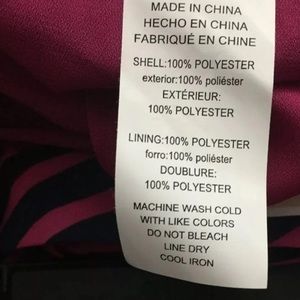 MADE IN CHINA
HECHO EN CHINA
FABRIQUÉ EN CHINE
SHELL:100% POLYESTER
exterior:100% poliéster
EXTÉRIEUR:
100% POLYESTER
LINING:100% POLYESTER
forro:100% poliéster
DOUBLURE:
100% POLYESTER
MACHINE WASH COLD
WITH LIKE COLORS
DO NOT BLEACH
LINE DRY
COOL IRON